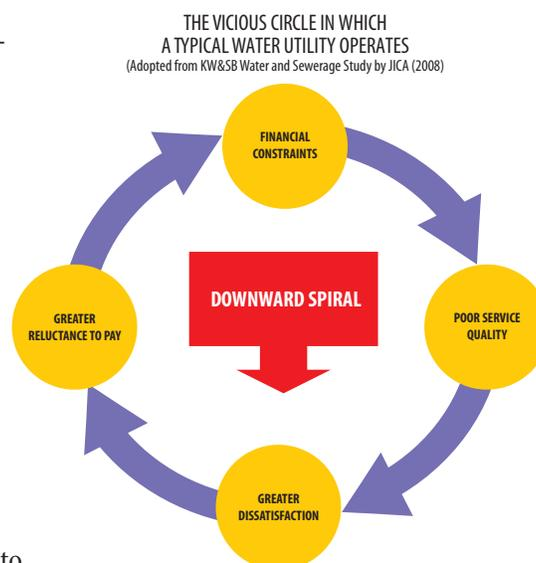 THE VICIOUS CIRCLE IN WHICH
A TYPICAL WATER UTILITY OPERATES
(Adopted from KW&SB Water and Sewerage Study by JICA (2008)
FINANCIAL
CONSTRAINTS
DOWNWARD SPIRAL
POOR SERVICE
QUALITY
GREATER
RELUCTANCE TO PAY
GREATER
DISSATISFACTION
to